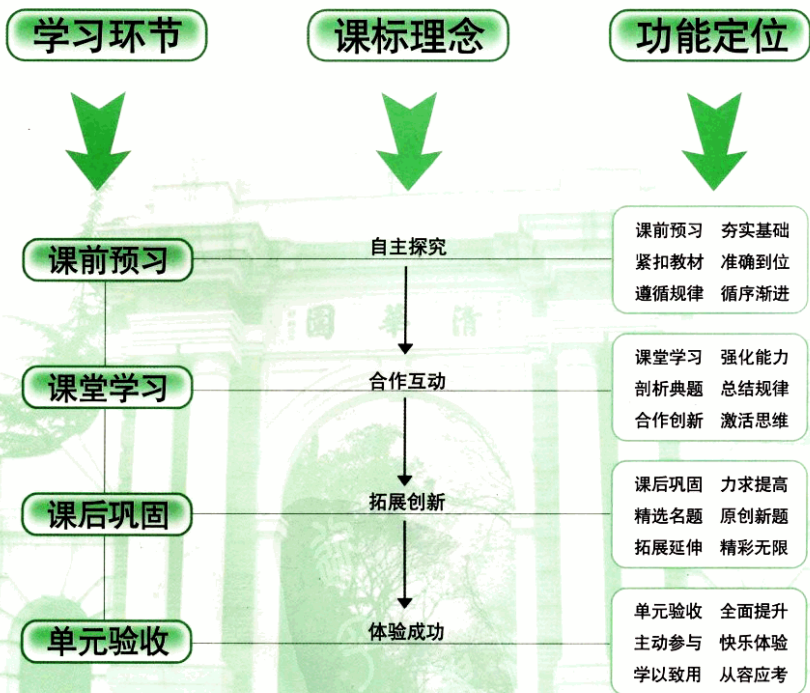 学习环节 课标理念 功能定位
课前预习
自主探究
课前预习 夯实基础
紧扣教材 准确到位
遵循规律 循序渐进
清华园
课堂学习
合作互动
课堂学习 强化能力
剖析典题 总结规律
合作创新 激活思维
课后巩固
拓展创新
课后巩固 力求提高
精选名题 原创新题
拓展延伸 精彩无限
单元验收
体验成功
单元验收 全面提升
主动参与 快乐体验
学以致用 从容应考